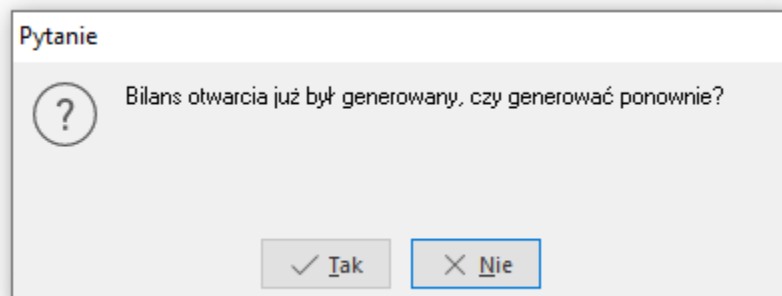 Pytanie
Bilans otwarcia już był generowany, czy generować ponownie?
Tak
Nie